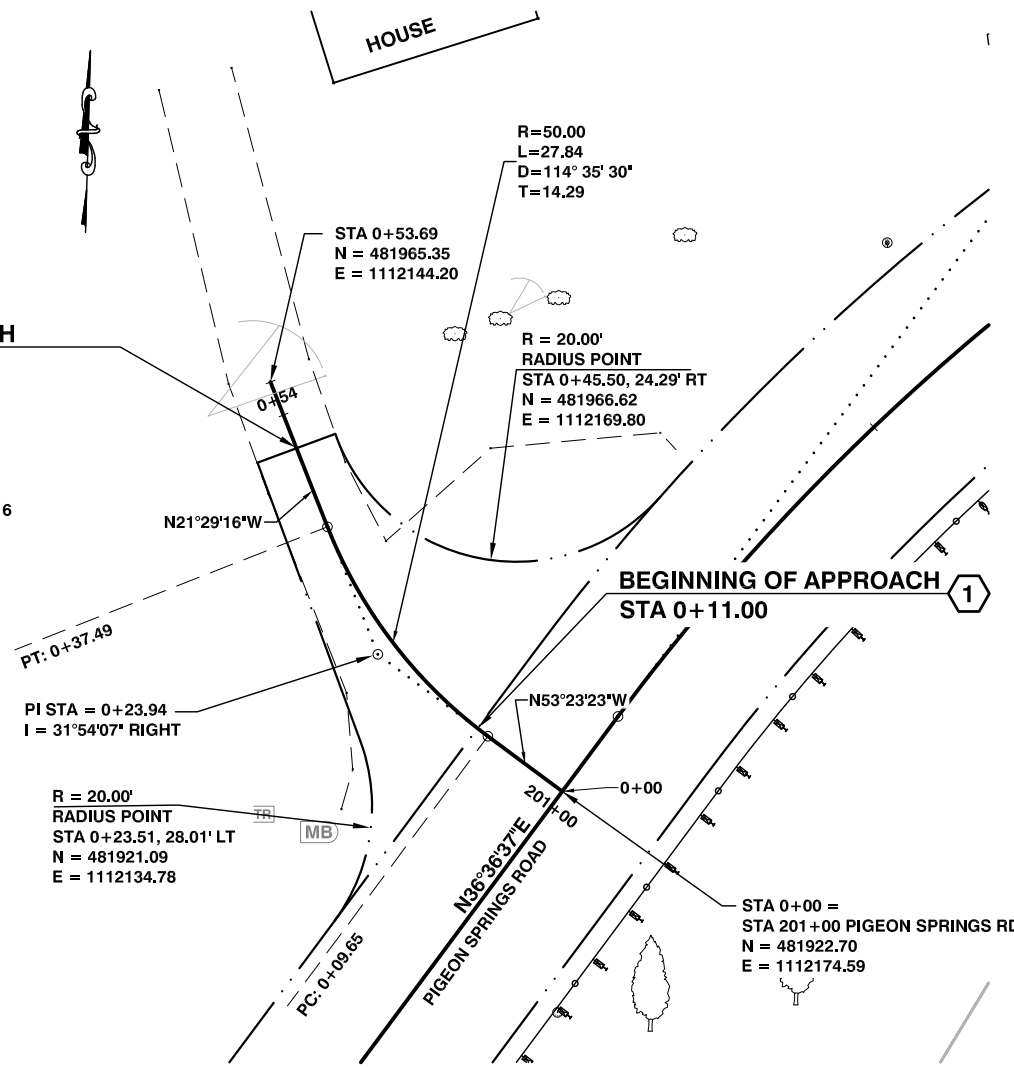 HOUSE
R=50.00
L=27.84
D=114° 35' 30"
T=14.29
STA 0+53.69
N = 481965.35
E = 1112144.20
H
R = 20.00'
RADIUS POINT
STA 0+45.50, 24.29' RT
N = 481966.62
E = 1112169.80
0+54
6
N21°29'16"W
BEGINNING OF APPROACH
STA 0+11.00
1
PT: 0+37.49
PI STA = 0+23.94
I = 31°54'07" RIGHT
N53°23'23"W
0+00
201+00
R = 20.00'
RADIUS POINT
STA 0+23.51, 28.01' LT
N = 481921.09
E = 1112134.78
TR
MB
N36°36'37"E
PIGEON SPRINGS ROAD
PC: 0+09.65
STA 0+00 =
STA 201+00 PIGEON SPRINGS RD
N = 481922.70
E = 1112174.59